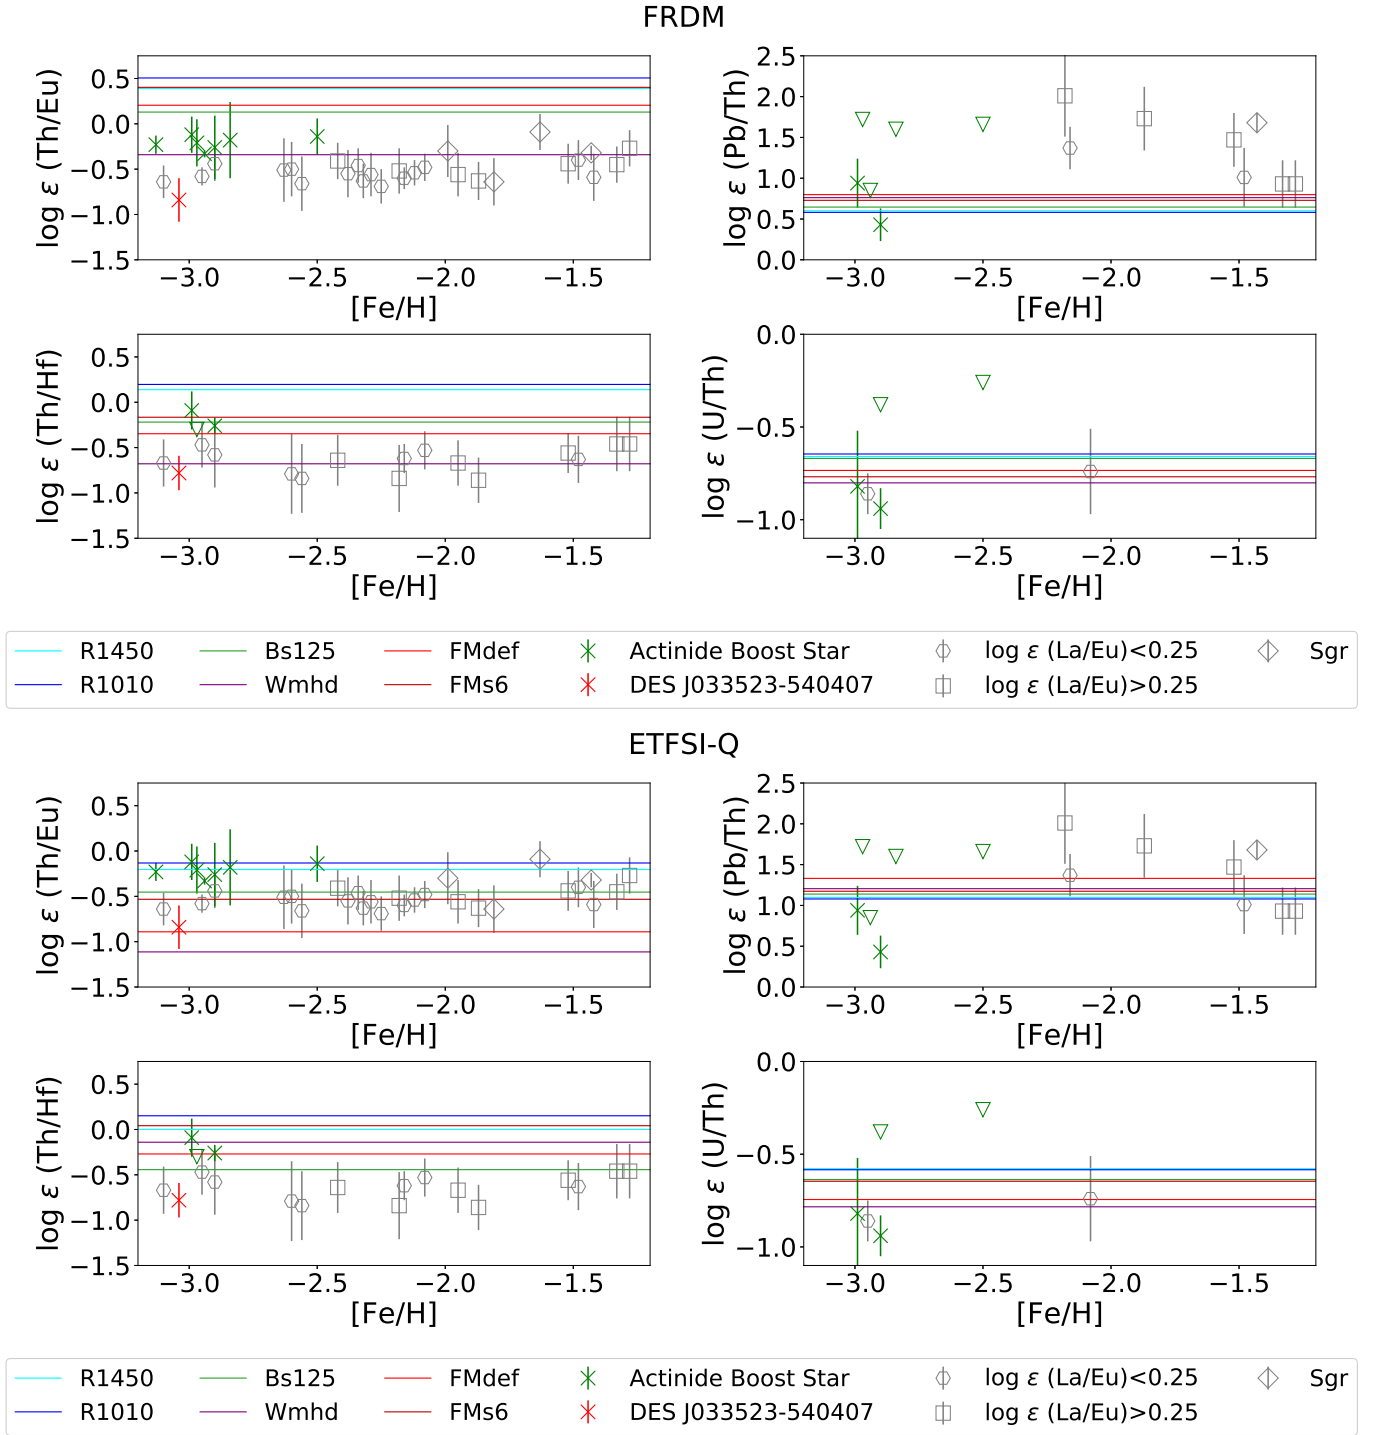 FRDM
log ε (Th/Eu)
0.5
0.0
−0.5
−1.0
−1.5
−3.0 −2.5 −2.0 −1.5
[Fe/H]
log ε (Pb/Th)
2.5
2.0
1.5
1.0
0.5
0.0
−3.0 −2.5 −2.0 −1.5
[Fe/H]
log ε (Th/Hf)
0.5
0.0
−0.5
−1.0
−1.5
−3.0 −2.5 −2.0 −1.5
[Fe/H]
log ε (U/Th)
0.0
−0.5
−1.0
−3.0 −2.5 −2.0 −1.5
[Fe/H]
R1450 Bs125 FMdef Actinide Boost Star log ε (La/Eu)<0.25 Sgr
R1010 Wmhd FMs6 DES J033523-540407 log ε (La/Eu)>0.25
ETFSI-Q
log ε (Th/Eu)
0.5
0.0
−0.5
−1.0
−1.5
−3.0 −2.5 −2.0 −1.5
[Fe/H]
log ε (Pb/Th)
2.5
2.0
1.5
1.0
0.5
0.0
−3.0 −2.5 −2.0 −1.5
[Fe/H]
log ε (Th/Hf)
0.5
0.0
−0.5
−1.0
−1.5
−3.0 −2.5 −2.0 −1.5
[Fe/H]
log ε (U/Th)
0.0
−0.5
−1.0
−3.0 −2.5 −2.0 −1.5
[Fe/H]
R1450 Bs125 FMdef Actinide Boost Star log ε (La/Eu)<0.25 Sgr
R1010 Wmhd FMs6 DES J033523-540407 log ε (La/Eu)>0.25